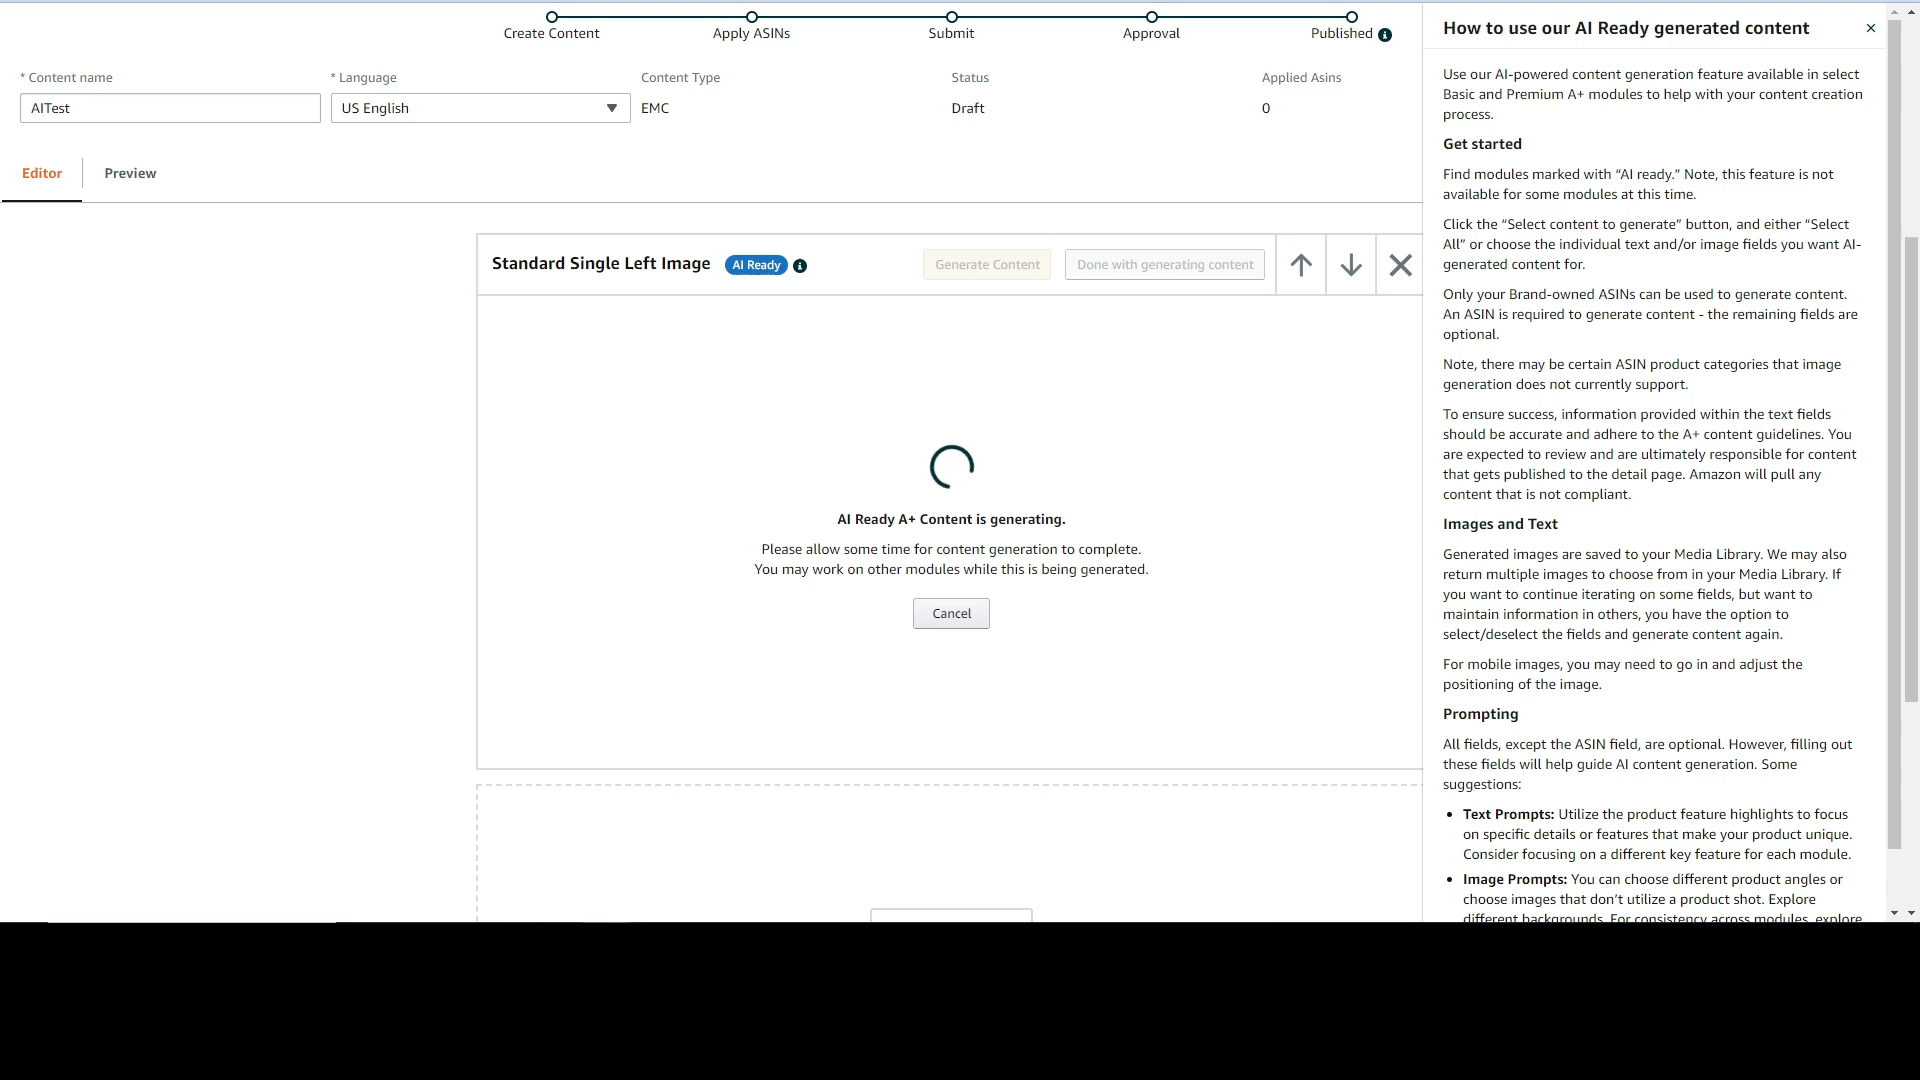 Create Content
Apply ASINs
Submit
Approval
Published
* Content name
* Language
Content Type
Status
Applied Asins
AITest
US English
EMC
Draft
0
Editor
Preview
Standard Single Left Image
AI Ready
Generate Content
Done with generating content
AI Ready A+ Content is generating.
Please allow some time for content generation to complete.
You may work on other modules while this is being generated.
Cancel
How to use our AI Ready generated content
Use our AI-powered content generation feature available in select
Basic and Premium A+ modules to help with your content creation
process.
Get started
Find modules marked with “AI ready.” Note, this feature is not
available for some modules at this time.
Click the “Select content to generate” button, and either “Select
All” or choose the individual text and/or image fields you want AI-
generated content for.
Only your Brand-owned ASINs can be used to generate content.
An ASIN is required to generate content - the remaining fields are
optional.
Note, there may be certain ASIN product categories that image
generation does not currently support.
To ensure success, information provided within the text fields
should be accurate and adhere to the A+ content guidelines. You
are expected to review and are ultimately responsible for content
that gets published to the detail page. Amazon will pull any
content that is not compliant.
Images and Text
Generated images are saved to your Media Library. We may also
return multiple images to choose from in your Media Library. If
you want to continue iterating on some fields, but want to
maintain information in others, you have the option to
select/deselect the fields and generate content again.
For mobile images, you may need to go in and adjust the
positioning of the image.
Prompting
All fields, except the ASIN field, are optional. However, filling out
these fields will help guide AI content generation. Some
suggestions:
• Text Prompts: Utilize the product feature highlights to focus
on specific details or features that make your product unique.
Consider focusing on a different key feature for each module.
• Image Prompts: You can choose different product angles or
choose images that don’t utilize a product shot. Explore
different backgrounds. For consistency across modules, explore